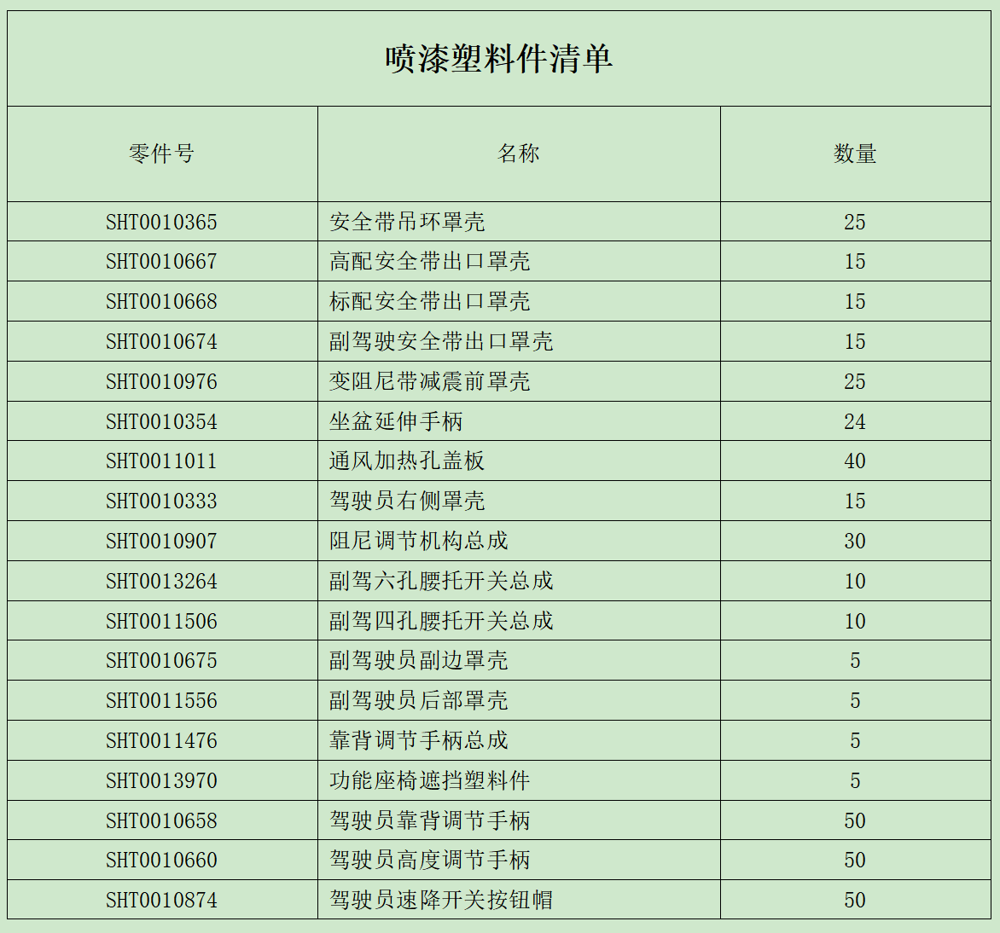 喷漆塑料件清单
零件号 名称 数量
SHT0010365 安全带吊环罩壳 25
SHT0010667 高配安全带出口罩壳 15
SHT0010668 标配安全带出口罩壳 15
SHT0010674 副驾驶安全带出口罩壳 15
SHT0010976 变阻尼带减震前罩壳 25
SHT0010354 坐盆延伸手柄 24
SHT0011011 通风加热孔盖板 40
SHT0010333 驾驶员右侧罩壳 15
SHT0010907 阻尼调节机构总成 30
SHT0013264 副驾六孔腰托开关总成 10
SHT0011506 副驾四孔腰托开关总成 10
SHT0010675 副驾驶员副边罩壳 5
SHT0011556 副驾驶员后部罩壳 5
SHT0011476 靠背调节手柄总成 5
SHT0013970 功能座椅遮挡塑料件 5
SHT0010658 驾驶员靠背调节手柄 50
SHT0010660 驾驶员高度调节手柄 50
SHT0010874 驾驶员速降开关按钮帽 50